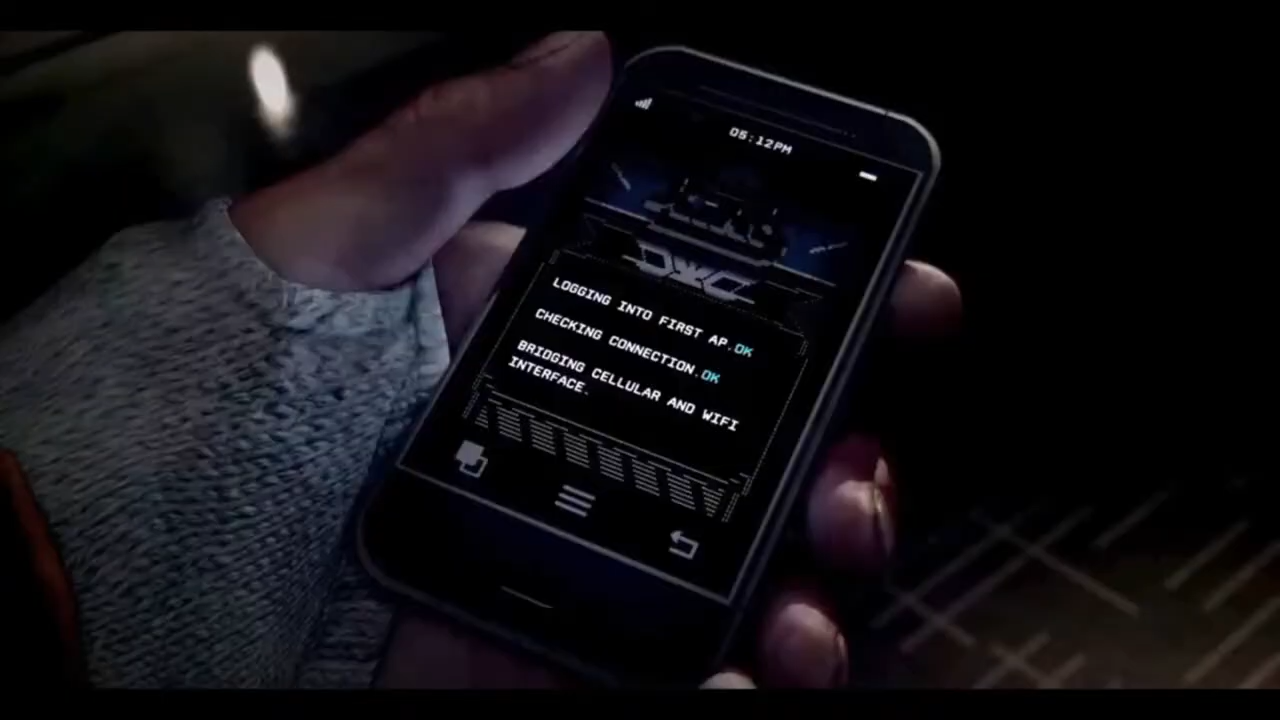 05:12PM
LOGGING INTO FIRST AP.OK
CHECKING CONNECTION.OK
BRIDGING CELLULAR AND WIFI
INTERFACE.